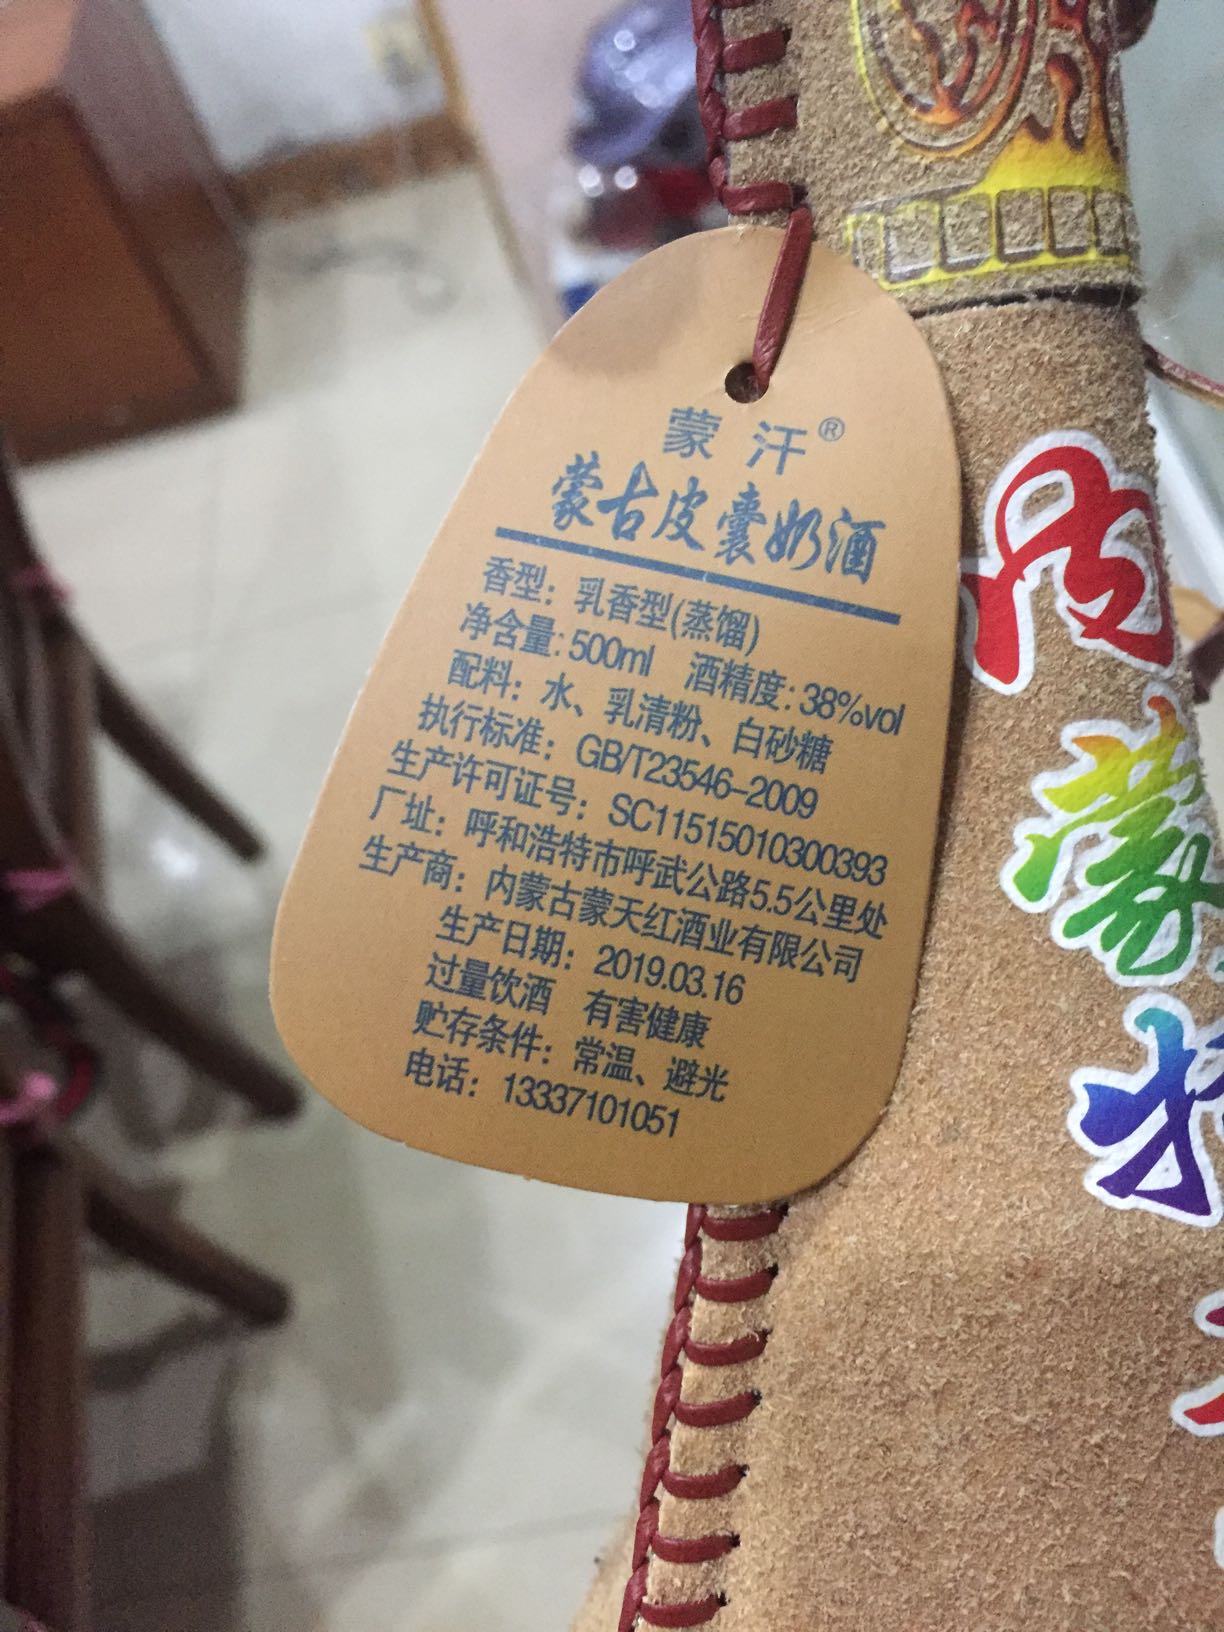 蒙汗®
蒙古皮囊奶酒
香型：乳香型(蒸馏)
净含量：500ml 酒精度：38%vol
配料：水、乳清粉、白砂糖
执行标准：GB/T23546-2009
生产许可证号：SC11515010300393
厂址：呼和浩特市呼武公路5.5公里处
生产商：内蒙古蒙天红酒业有限公司
生产日期：2019.03.16
过量饮酒 有害健康
贮存条件：常温、避光
电话：13337101051
内
蒙